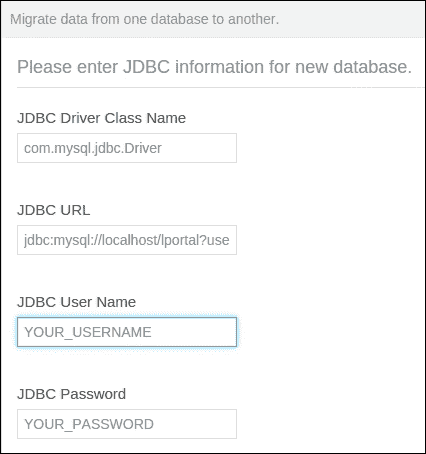 Migrate data from one database to another.
Please enter JDBC information for new database.
JDBC Driver Class Name
com.mysql.jdbc.Driver
JDBC URL
jdbc:mysql://localhost/lportal?use
JDBC User Name
YOUR_USERNAME
JDBC Password
YOUR_PASSWORD